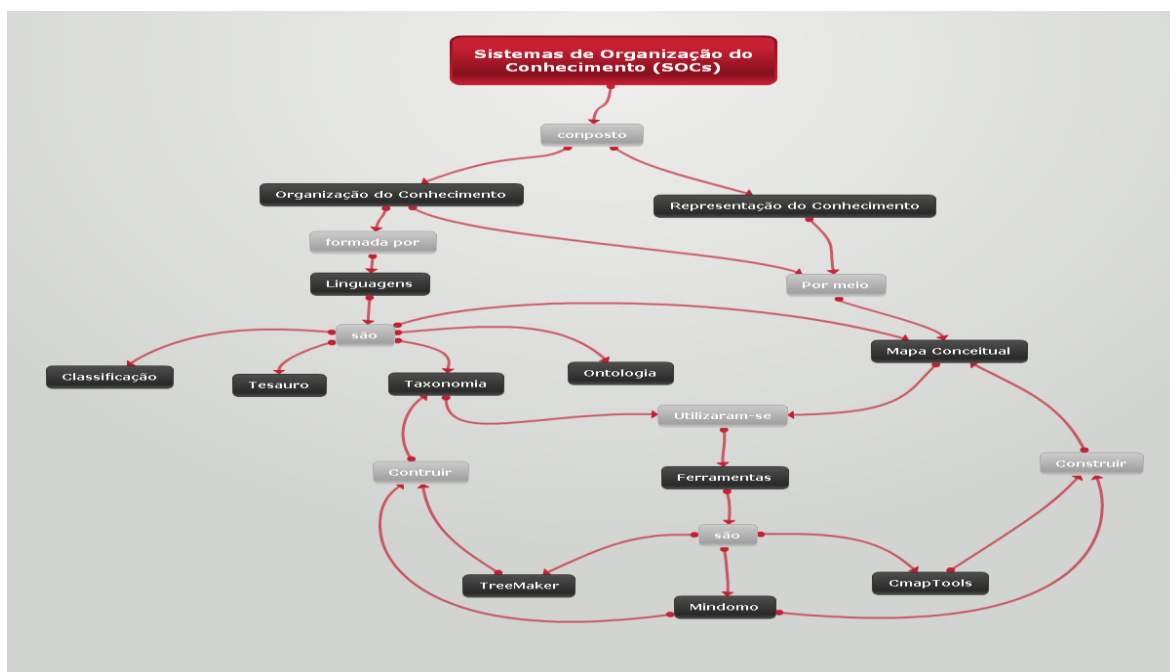 Sistemas de Organização do
Conhecimento (SOCs)
conposto
Organização do Conhecimento
Representação do Conhecimento
formada por
Linguagens
Por meio
são
Mapa Conceitual
Classificação
Tesauro
Taxonomia
Ontologia
Utilizaram-se
Contruir
Ferramentas
Construir
são
TreeMaker
CmapTools
Mindomo